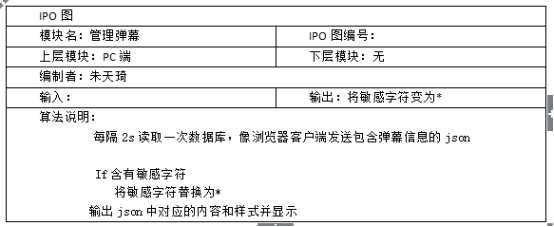 IPO 图
模块名：管理弹幕 IPO 图编号：
上层模块：PC 端 下层模块：无
编制者：朱天琦
输入： 输出：将敏感字符变为*
算法说明：
每隔 2s 读取一次数据库，像浏览器客户端发送包含弹幕信息的 json
If 含有敏感字符
将敏感字符替换为*
输出 json 中对应的内容和样式并显示